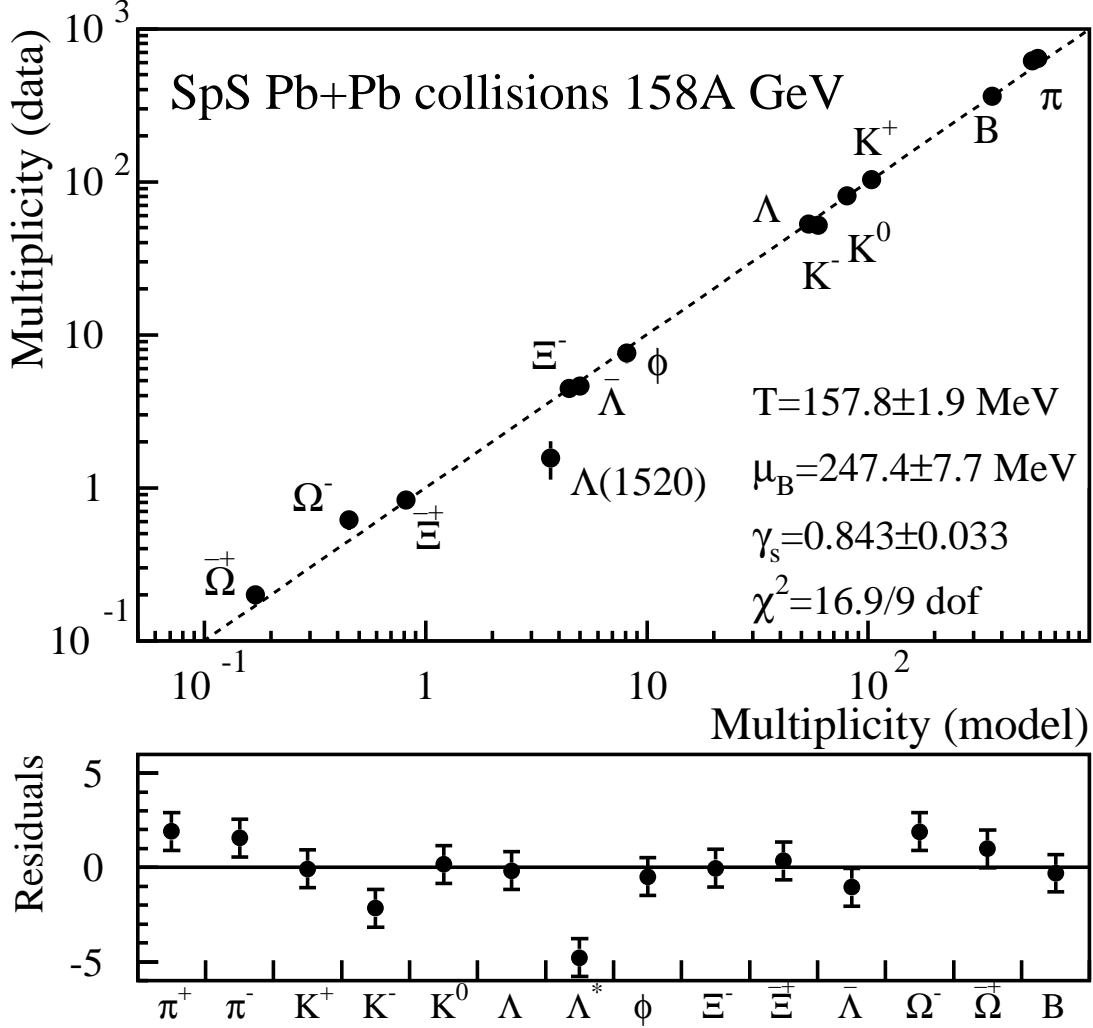 10³
SpS Pb+Pb collisions 158A GeV
Multiplicity (data)
π
B
K⁺
10²
Λ
K⁰
K⁻
10
Ξ⁻
ϕ
Λ̄
T=157.8±1.9 MeV
Λ(1520)
μ_B=247.4±7.7 MeV
1
Ω⁻
Ξ̄⁺
γₛ=0.843±0.033
Ω̄⁺
χ²=16.9/9 dof
10⁻¹
10⁻¹ 1 10 10²
Multiplicity (model)
Residuals
5
0
-5
π⁺ π⁻ K⁺ K⁻ K⁰ Λ Λ* ϕ Ξ⁻ Ξ̄⁺ Λ̄ Ω⁻ Ω̄⁺ B